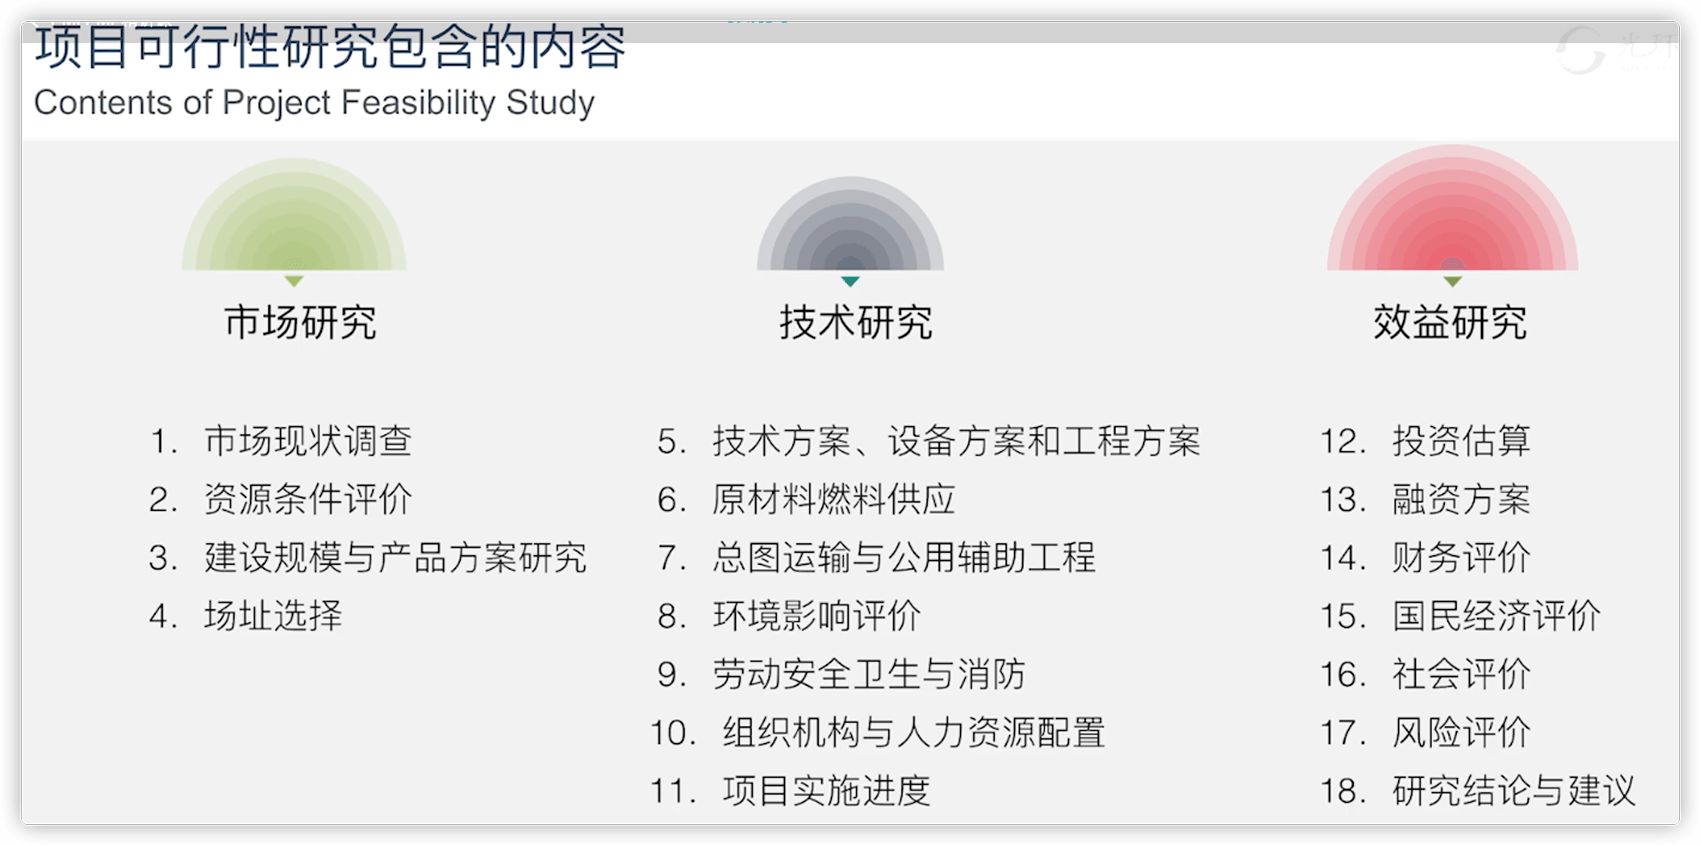 项目可行性研究包含的内容
Contents of Project Feasibility Study
光环
市场研究
1. 市场现状调查
2. 资源条件评价
3. 建设规模与产品方案研究
4. 场址选择
技术研究
5. 技术方案、设备方案和工程方案
6. 原材料燃料供应
7. 总图运输与公用辅助工程
8. 环境影响评价
9. 劳动安全卫生与消防
10. 组织机构与人力资源配置
11. 项目实施进度
效益研究
12. 投资估算
13. 融资方案
14. 财务评价
15. 国民经济评价
16. 社会评价
17. 风险评价
18. 研究结论与建议